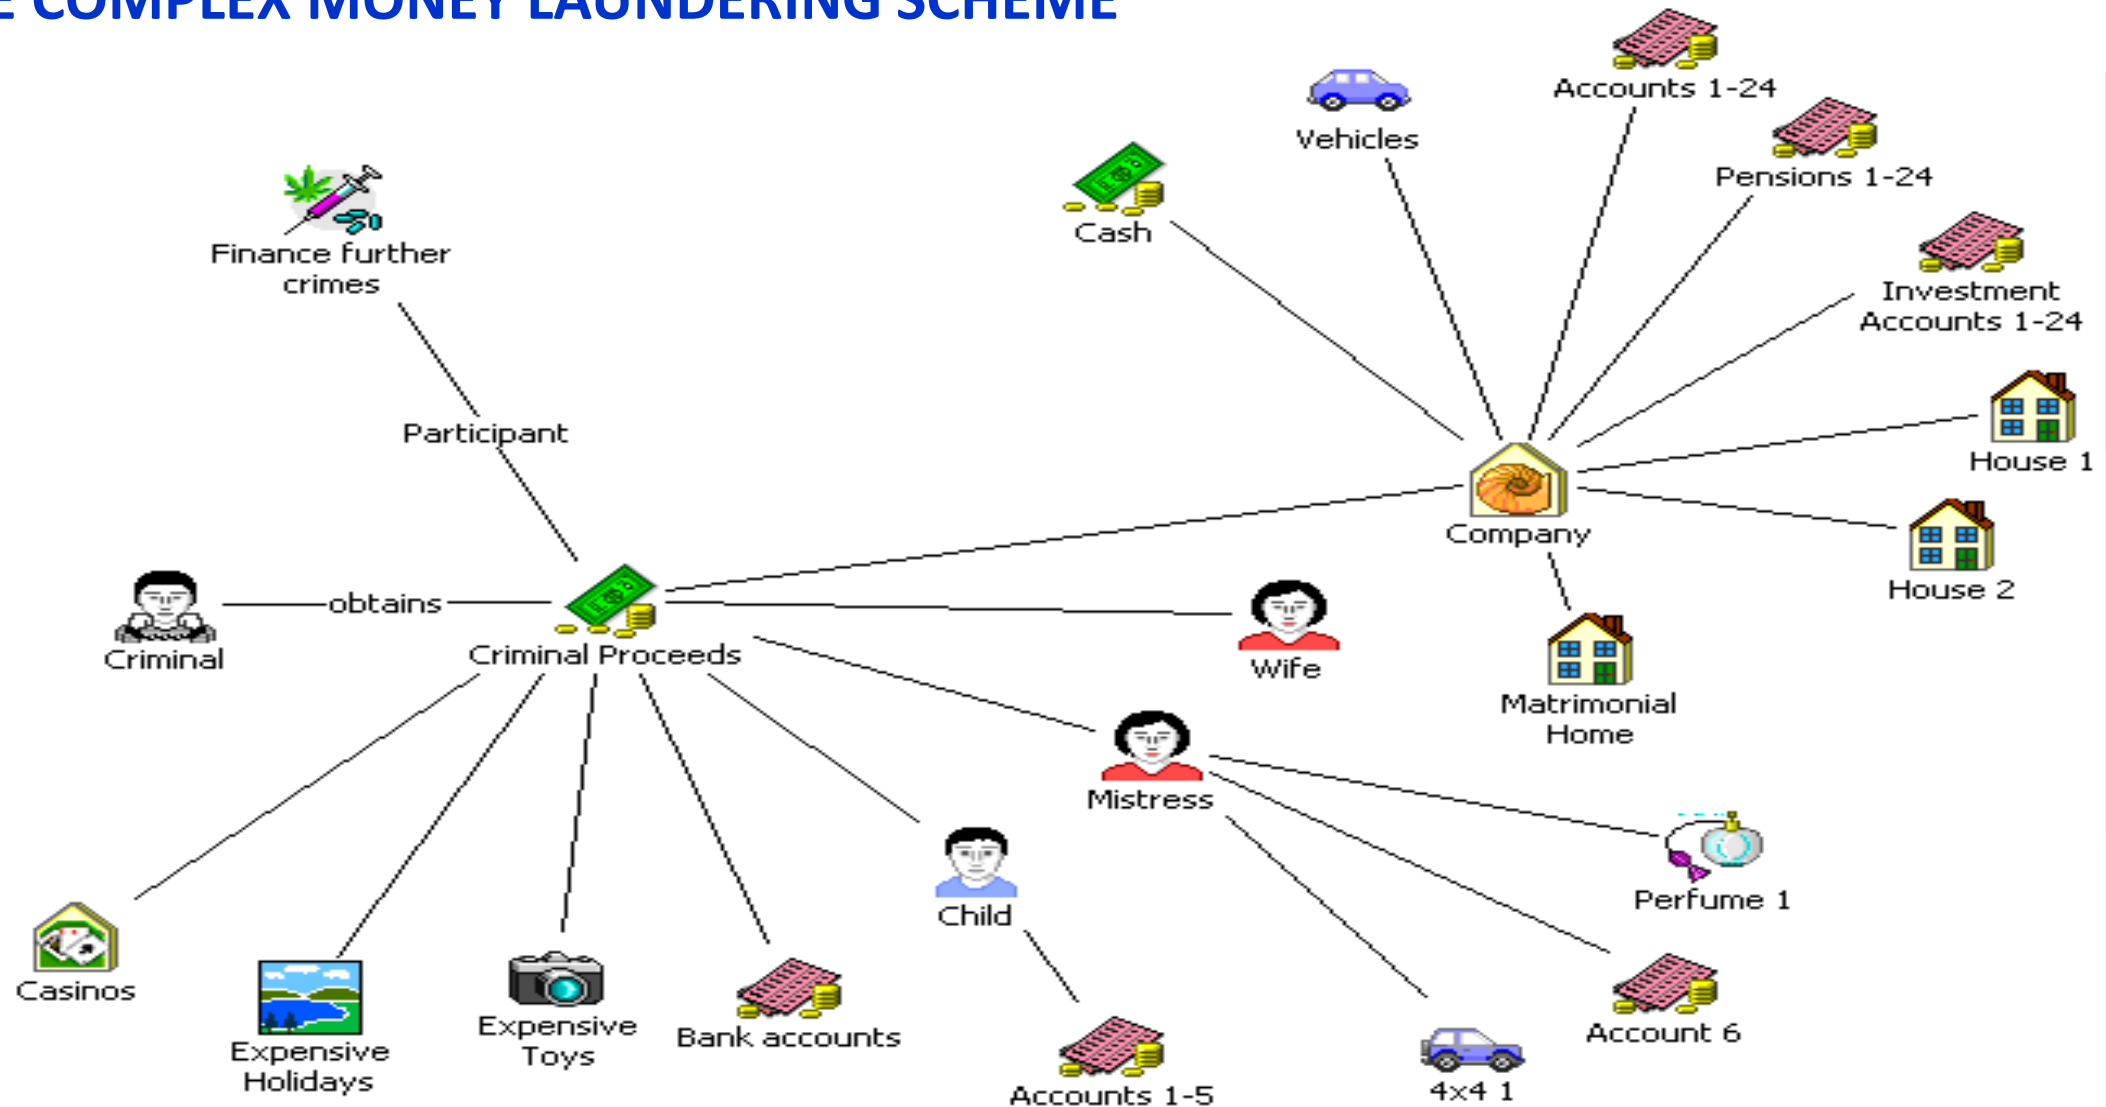 E COMPLEX MONEY LAUNDERING SCHEME
Accounts 1-24
Vehicles
Pensions 1-24
Cash
Finance further
crimes
Investment
Accounts 1-24
Participant
House 1
Company
House 2
obtains
Criminal
Criminal Proceeds
Wife
Matrimonial
Home
Mistress
Perfume 1
Child
Casinos
Expensive
Holidays
Expensive
Toys
Bank accounts
Accounts 1-5
4x4 1
Account 6